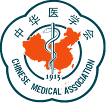 中华医学会
1915
CHINESE MEDICAL ASSOCIATION